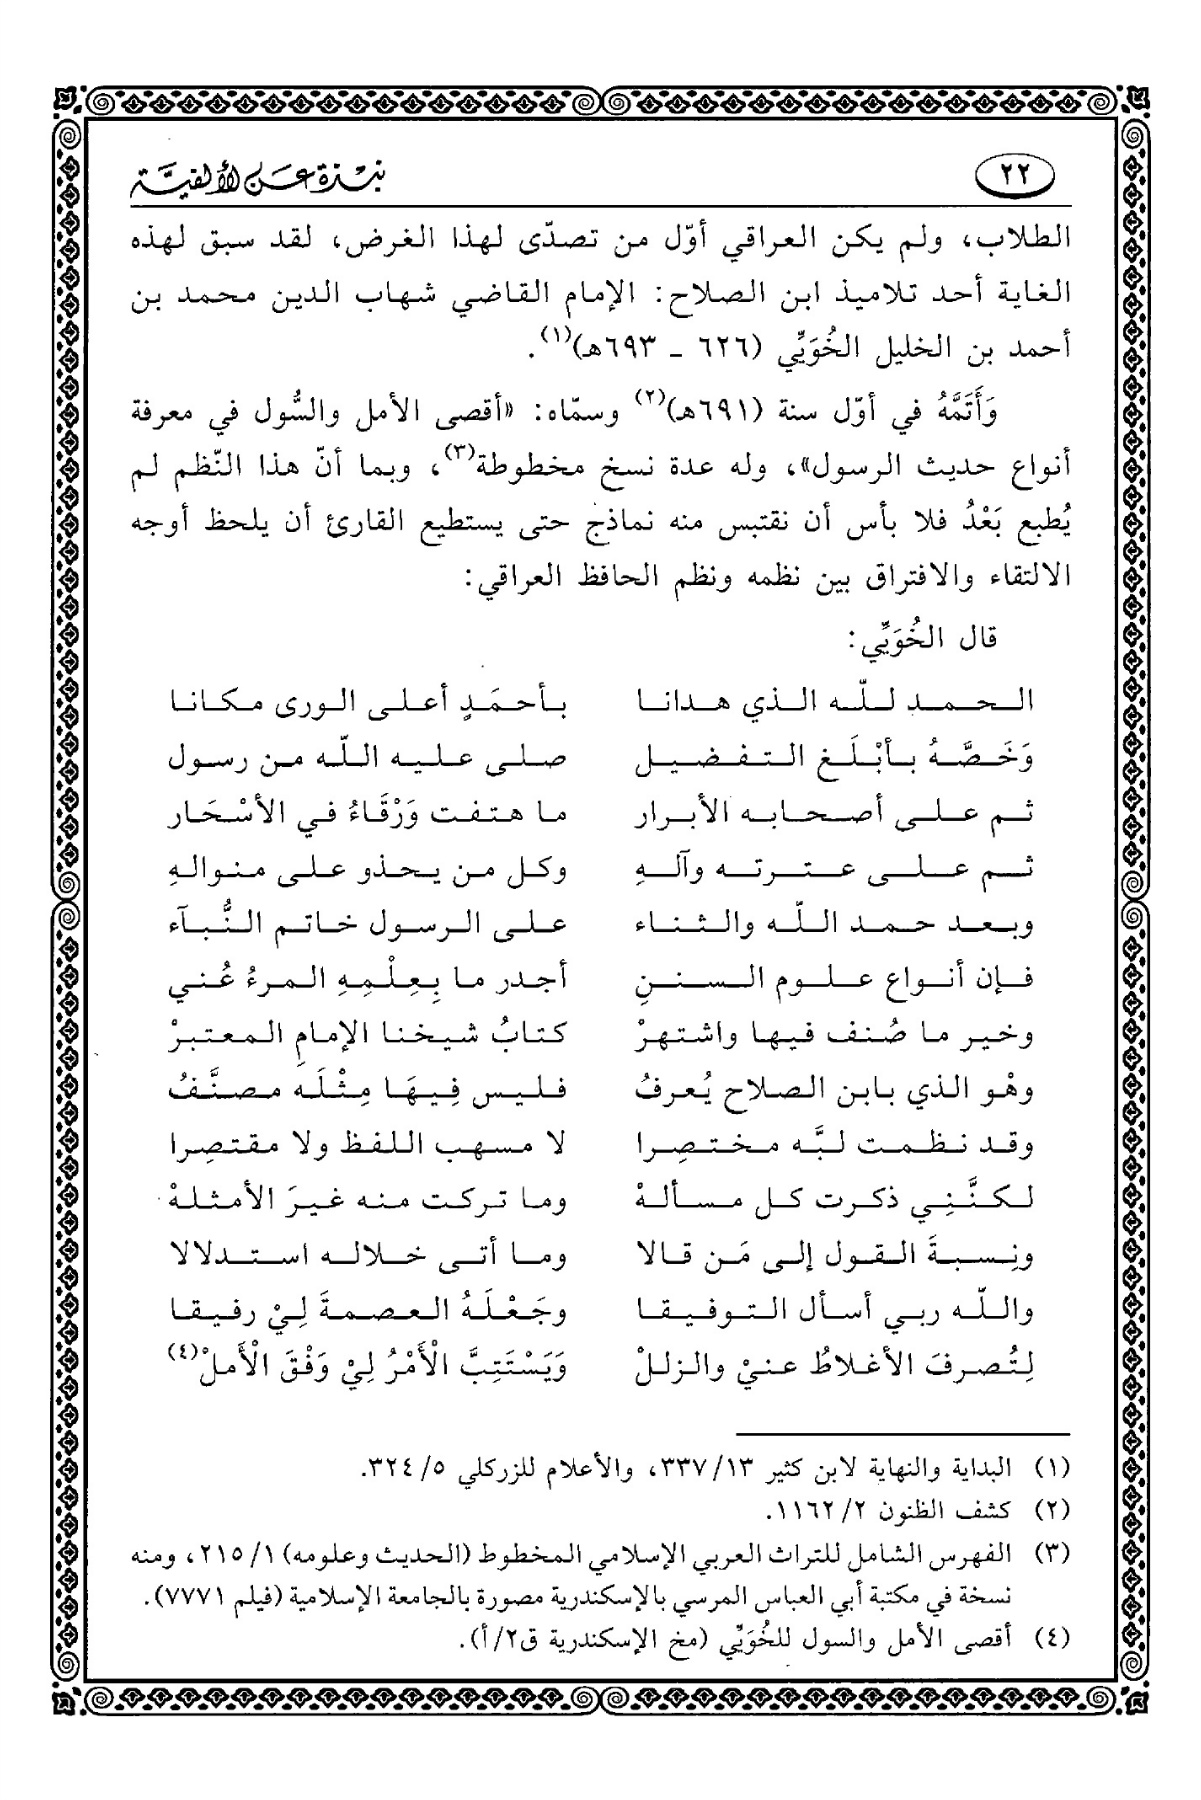 ٢٢
نبذة عن الألفية
الطلاب، ولم يكن العراقي أوّل من تصدّى لهذا الغرض، لقد سبق لهذه
الغاية أحد تلاميذ ابن الصلاح: الإمام القاضي شهاب الدين محمد بن
أحمد بن الخليل الخُوَيِّي (٦٢٦ ـ ٦٩٣هـ)(١).
وَأَتَمَّهُ في أوّل سنة (٦٩١هـ)(٢) وسمّاه: «أقصى الأمل والسُّول في معرفة
أنواع حديث الرسول»، وله عدة نسخ مخطوطة(٣)، وبما أنّ هذا النّظم لم
يُطبع بَعْدُ فلا بأس أن نقتبس منه نماذج حتى يستطيع القارئ أن يلحظ أوجه
الالتقاء والافتراق بين نظمه ونظم الحافظ العراقي:
قال الخُوَيِّي:
الحمد للّه الذي هدانا بأحمَدٍ أعلى الورى مكانا
وَخَصَّهُ بأبْلَغ التفضيل صلى عليه اللّه من رسول
ثم على أصحابه الأبرار ما هتفت وَرْقَاءُ في الأسْحَار
ثم على عترته وآلهِ وكل من يحذو على منوالهِ
وبعد حمد اللّه والثناء على الرسول خاتم النُّبآء
فإن أنواع علوم السننِ أجدر ما بِعِلْمِهِ المرءُ عُني
وخير ما صُنف فيها واشتهرْ كتابُ شيخنا الإمامِ المعتبرْ
وهْو الذي بابن الصلاح يُعرفُ فليس فِيهَا مِثْلَه مصنَّفُ
وقد نظمت لبَّه مختصِرا لا مسهب اللفظ ولا مقتصِرا
لكنَّنِي ذكرت كل مسألهْ وما تركت منه غيرَ الأمثلهْ
ونِسبةَ القول إلى مَن قالا وما أتى خلاله استدلالا
واللّه ربي أسأل التوفيقا وجَعْلَهُ العصمةَ لِيْ رفيقا
لِتُصرفَ الأغلاطُ عنيْ والزللْ وَيَسْتَتِبَّ الْأَمْرُ لِيْ وَفْقَ الْأَملْ(٤)
(١) البداية والنهاية لابن كثير ١٣/ ٣٣٧، والأعلام للزركلي ٥/ ٣٢٤.
(٢) كشف الظنون ٢/ ١١٦٢.
(٣) الفهرس الشامل للتراث العربي الإسلامي المخطوط (الحديث وعلومه) ١/ ٢١٥، ومنه
نسخة في مكتبة أبي العباس المرسي بالإسكندرية مصورة بالجامعة الإسلامية (فيلم ٧٧٧١).
(٤) أقصى الأمل والسول للخُوَيِّي (مخ الإسكندرية ق٢/أ).